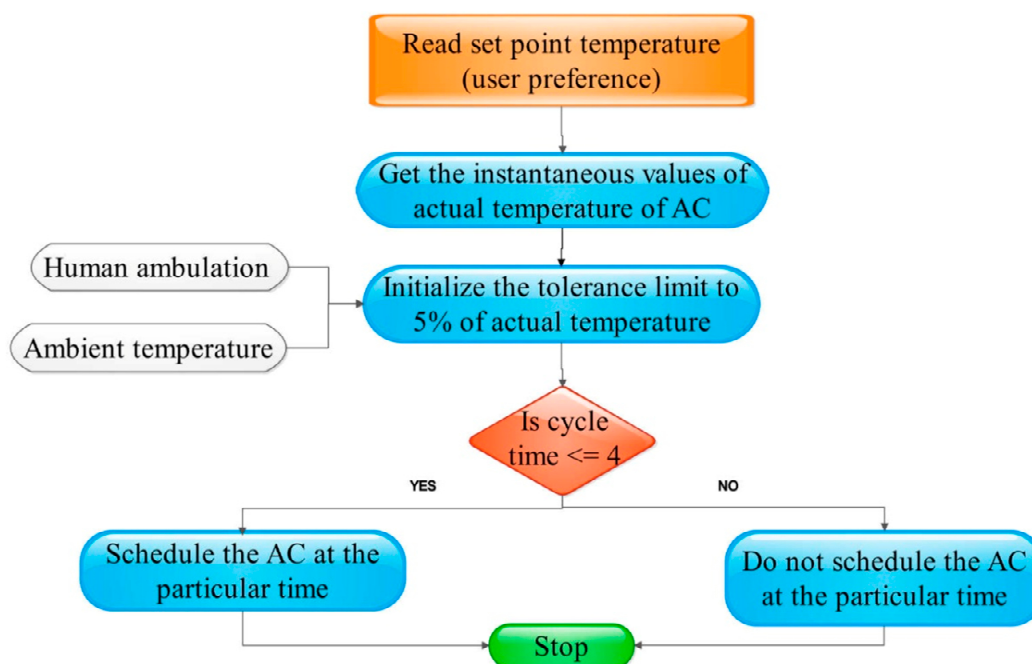 Read set point temperature
(user preference)
Get the instantaneous values of
actual temperature of AC
Human ambulation
Initialize the tolerance limit to
5% of actual temperature
Ambient temperature
Is cycle
time <= 4
YES
NO
Schedule the AC at the
particular time
Do not schedule the AC
at the particular time
Stop